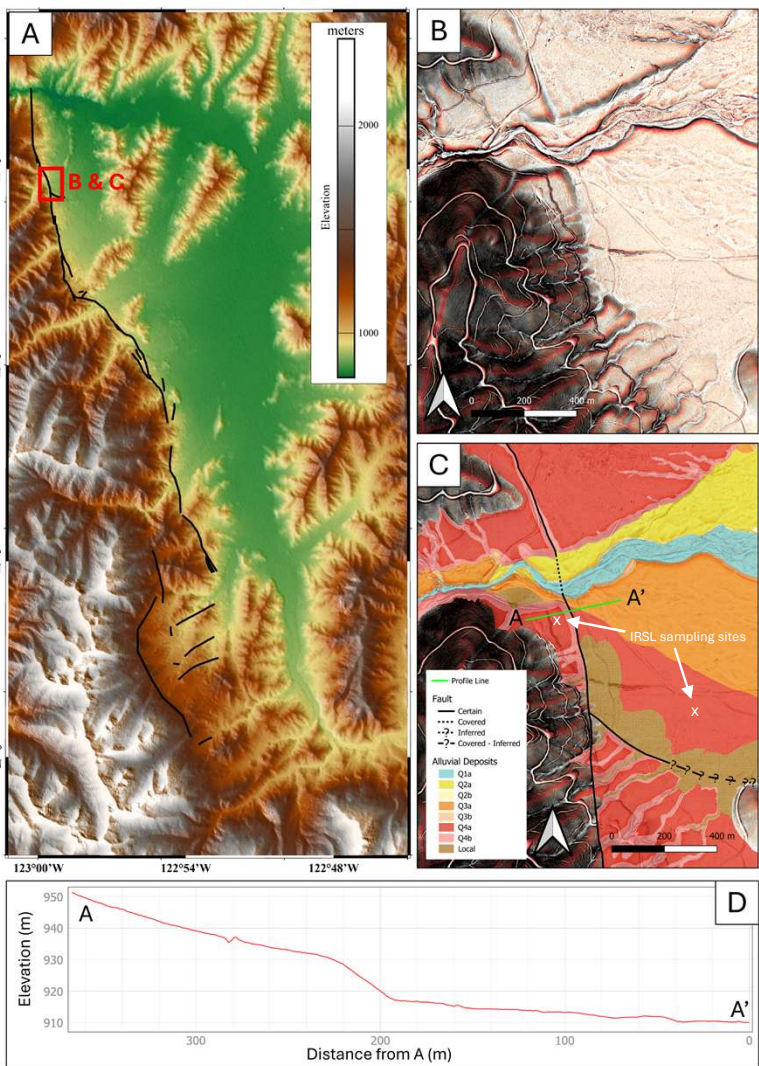 A
meters
2000
Elevation
1000
B & C
123°00'W
122°54'W
122°48'W
B
0
200
400 m
C
A
A'
x
IRSL sampling sites
x
Profile Line
Fault
Certain
Covered
-?- Inferred
-?- Covered - Inferred
Alluvial Deposits
Q1a
Q2a
Q2b
Q3a
Q3b
Q4a
Q4b
Local
? ? ? ? ??
0
200
400 m
D
A
A'
Elevation (m)
950
940
930
920
910
300
200
100
0
Distance from A (m)